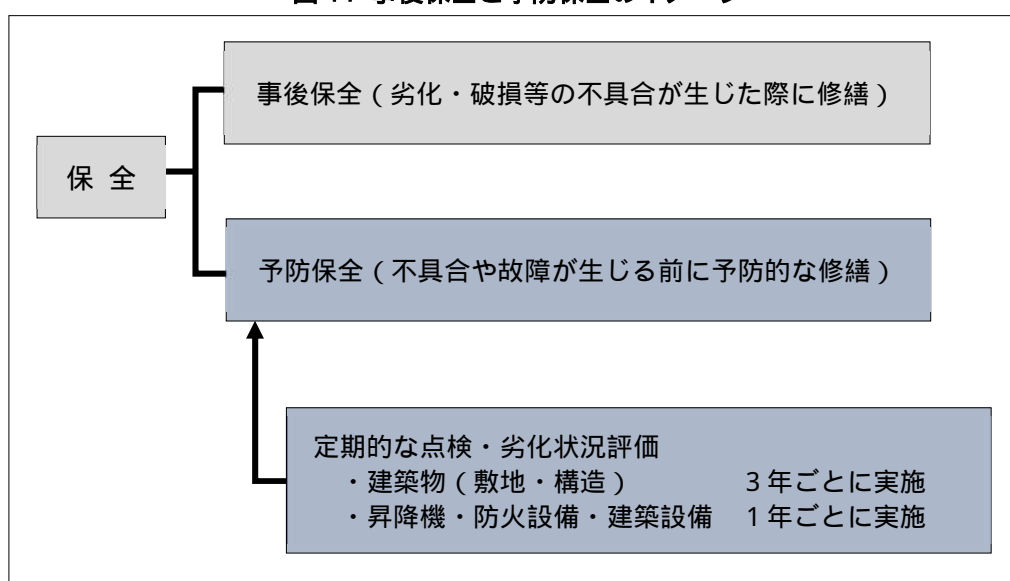 保 全
事後保全(劣化・破損等の不具合が生じた際に修繕)
予防保全(不具合や故障が生じる前に予防的な修繕)
定期的な点検・劣化状況評価
・建築物(敷地・構造) 3年ごとに実施
・昇降機・防火設備・建築設備 1年ごとに実施